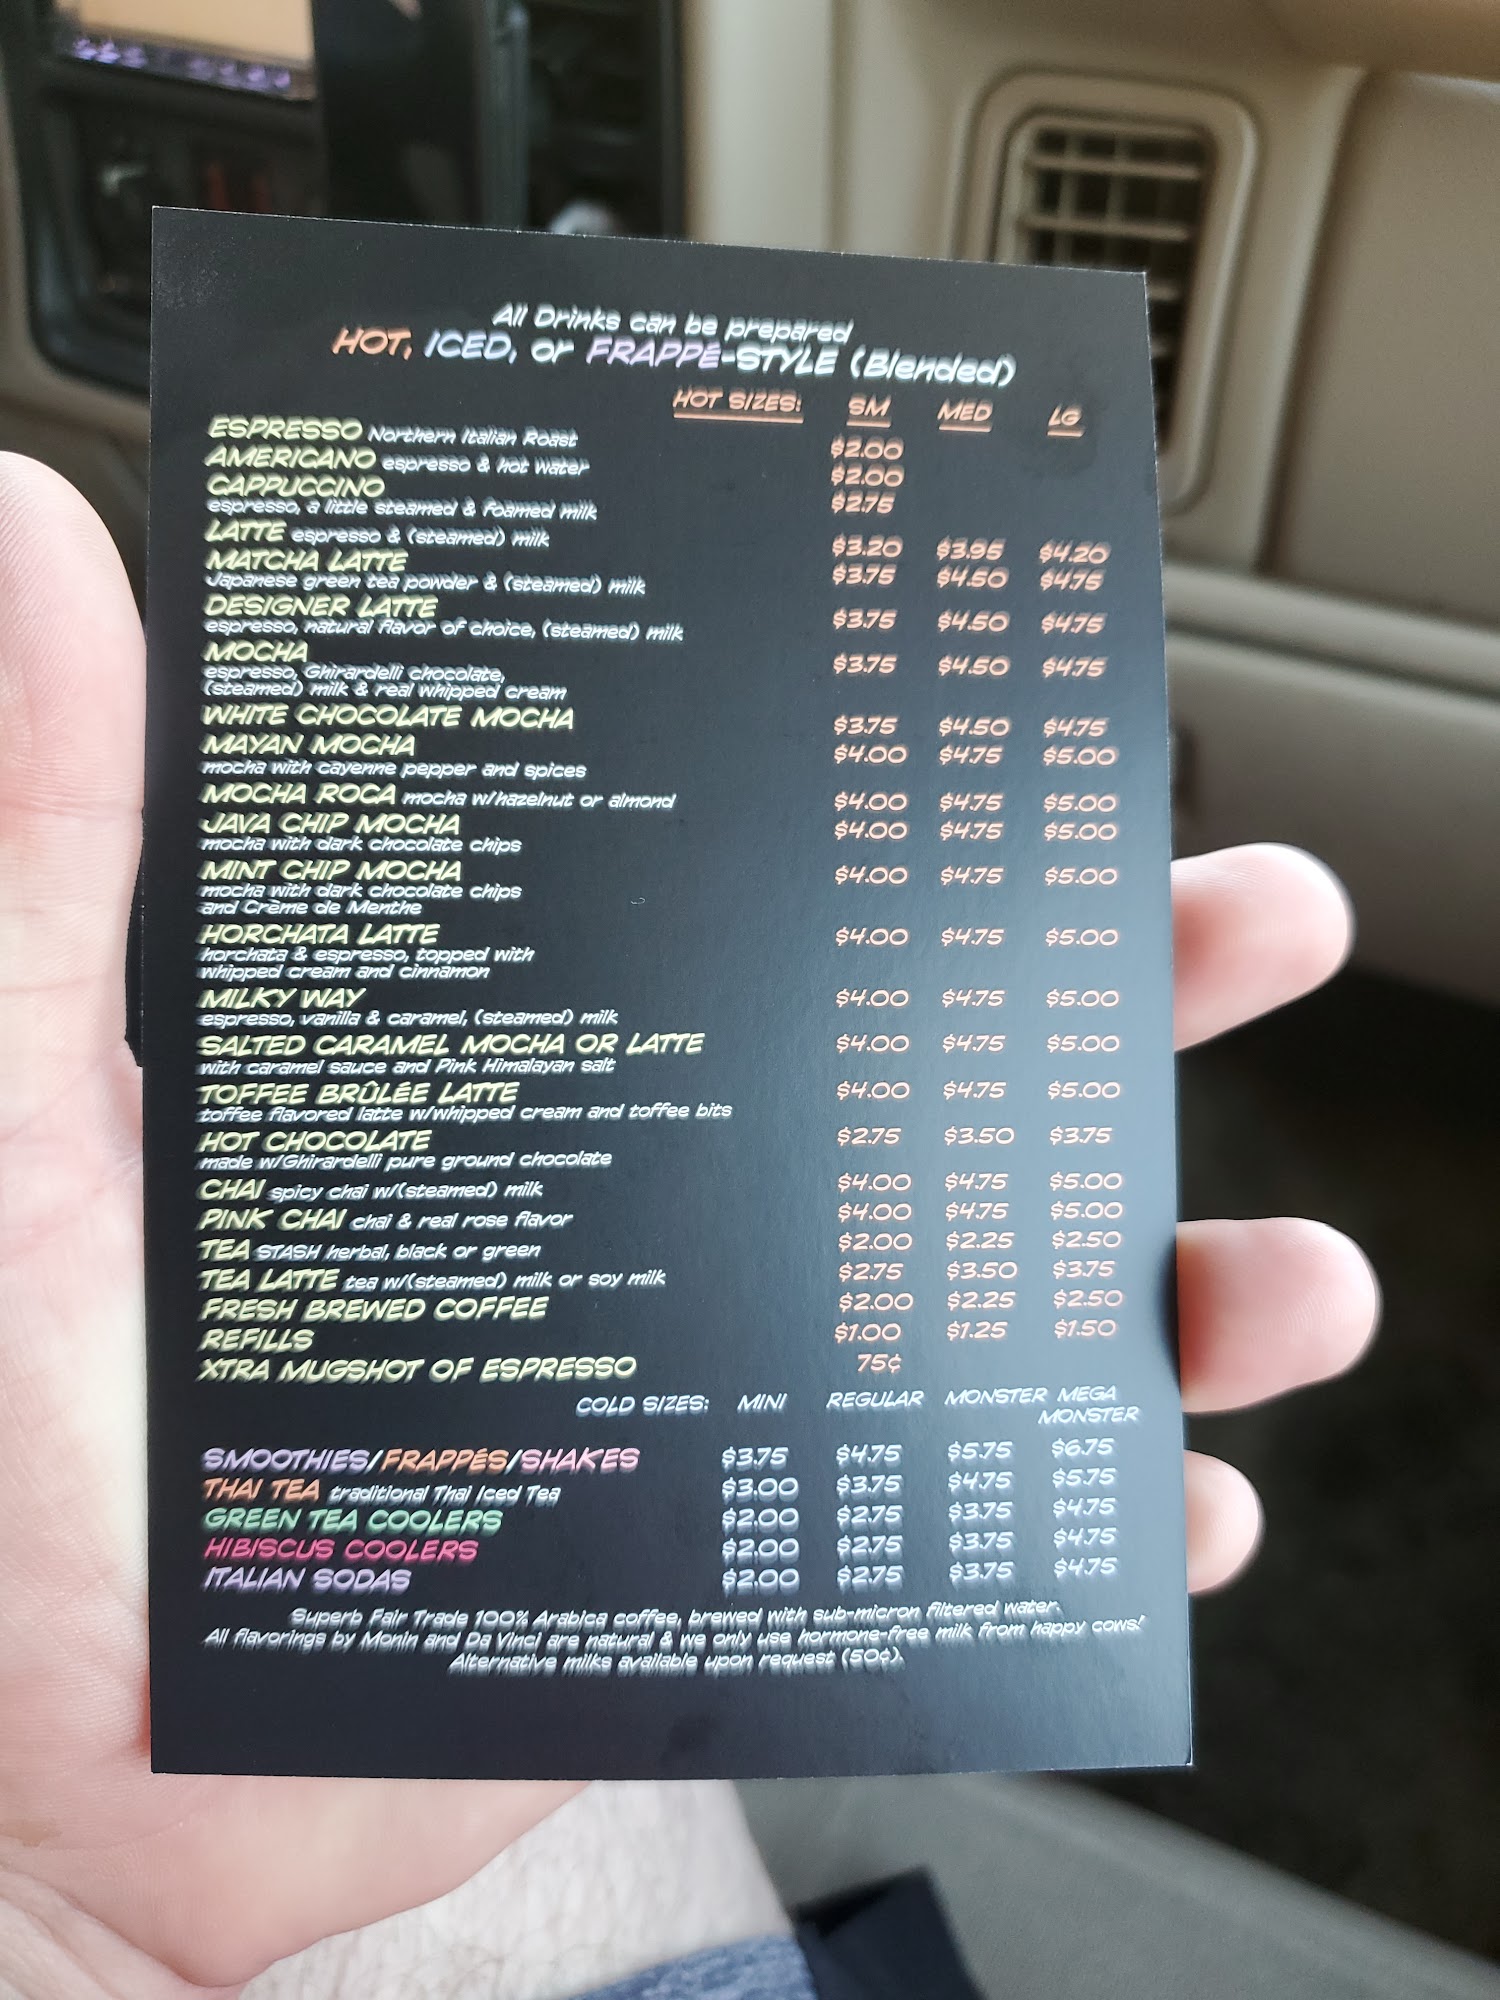 All Drinks can be prepared
HOT, ICED, or FRAPPÉ-STYLE (Blended)
HOT SIZES: SM MED LG
ESPRESSO Northern Italian Roast $2.00
AMERICANO espresso & hot water $2.00
CAPPUCCINO $2.75
espresso, a little steamed & foamed milk
LATTE espresso & (steamed) milk $3.20 $3.95 $4.20
MATCHA LATTE $3.75 $4.50 $4.75
Japanese green tea powder & (steamed) milk
DESIGNER LATTE $3.75 $4.50 $4.75
espresso, natural flavor of choice, (steamed) milk
MOCHA $3.75 $4.50 $4.75
espresso, Ghirardelli chocolate,
(steamed) milk & real whipped cream
WHITE CHOCOLATE MOCHA $3.75 $4.50 $4.75
MAYAN MOCHA $4.00 $4.75 $5.00
mocha with cayenne pepper and spices
MOCHA ROCA mocha w/hazelnut or almond $4.00 $4.75 $5.00
JAVA CHIP MOCHA $4.00 $4.75 $5.00
mocha with dark chocolate chips
MINT CHIP MOCHA $4.00 $4.75 $5.00
mocha with dark chocolate chips
and Crème de Menthe
HORCHATA LATTE $4.00 $4.75 $5.00
horchata & espresso, topped with
whipped cream and cinnamon
MILKY WAY $4.00 $4.75 $5.00
espresso, vanilla & caramel, (steamed) milk
SALTED CARAMEL MOCHA OR LATTE $4.00 $4.75 $5.00
with caramel sauce and Pink Himalayan salt
TOFFEE BRÛLÉE LATTE $4.00 $4.75 $5.00
toffee flavored latte w/whipped cream and toffee bits
HOT CHOCOLATE $2.75 $3.50 $3.75
made w/Ghirardelli pure ground chocolate
CHAI spicy chai w/(steamed) milk $4.00 $4.75 $5.00
PINK CHAI chai & real rose flavor $4.00 $4.75 $5.00
TEA STASH herbal, black or green $2.00 $2.25 $2.50
TEA LATTE tea w/(steamed) milk or soy milk $2.75 $3.50 $3.75
FRESH BREWED COFFEE $2.00 $2.25 $2.50
REFILLS $1.00 $1.25 $1.50
XTRA MUGSHOT OF ESPRESSO 75¢
COLD SIZES: MINI REGULAR MONSTER MEGA
MONSTER
SMOOTHIES/FRAPPÉS/SHAKES $3.75 $4.75 $5.75 $6.75
THAI TEA traditional Thai Iced Tea $3.00 $3.75 $4.75 $5.75
GREEN TEA COOLERS $2.00 $2.75 $3.75 $4.75
HIBISCUS COOLERS $2.00 $2.75 $3.75 $4.75
ITALIAN SODAS $2.00 $2.75 $3.75 $4.75
Superb Fair Trade 100% Arabica coffee, brewed with sub-micron filtered water.
All flavorings by Monin and Da Vinci are natural & we only use hormone-free milk from happy cows!
Alternative milks available upon request (50¢).